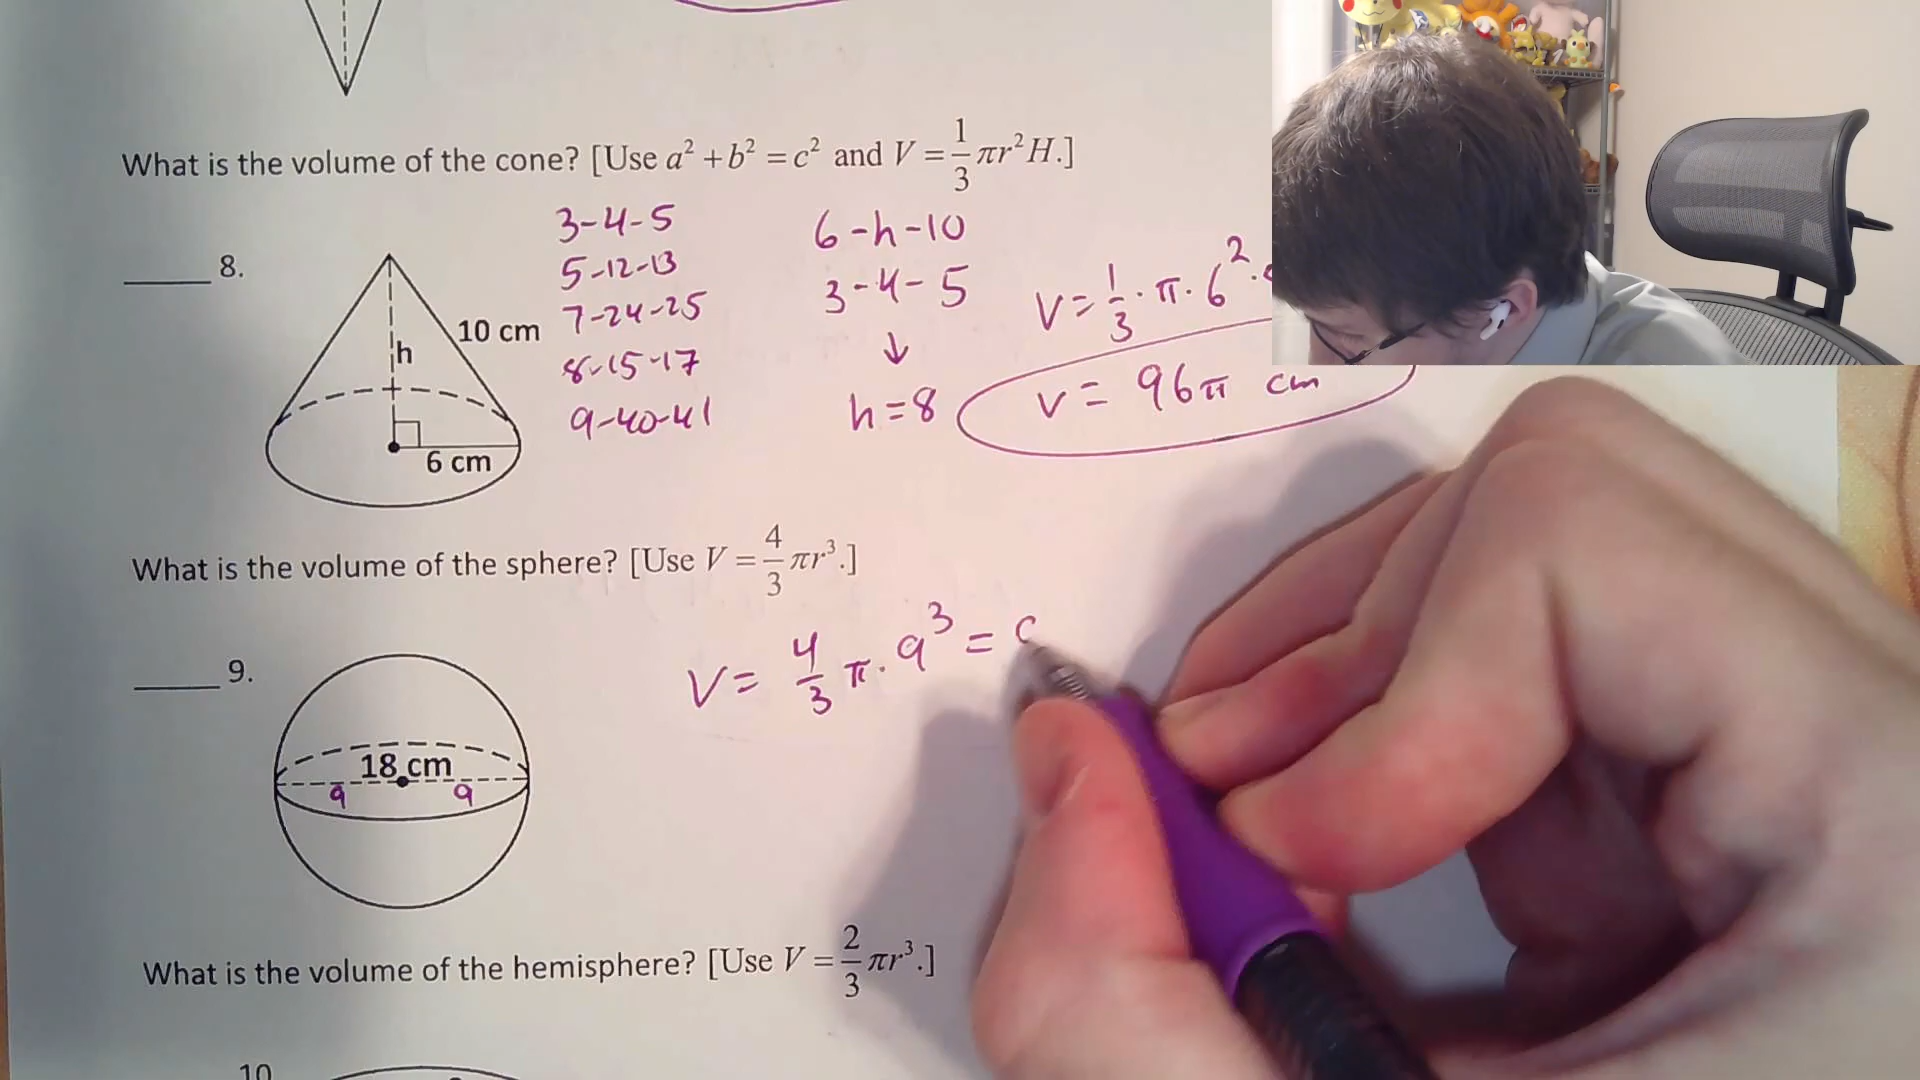 What is the volume of the cone? [Use a² + b² = c² and V = 1/3 πr²H.]
8.
10 cm
h
6 cm
3-4-5
5-12-13
7-24-25
8-15-17
9-40-41
6-h-10
3-4-5
↓
h=8
V = 1/3 · π · 6² ·
V = 96π cm
What is the volume of the sphere? [Use V = 4/3 πr³.]
9.
18 cm
9 9
V = 4/3 π · 9³ =
What is the volume of the hemisphere? [Use V = 2/3 πr³.]
10